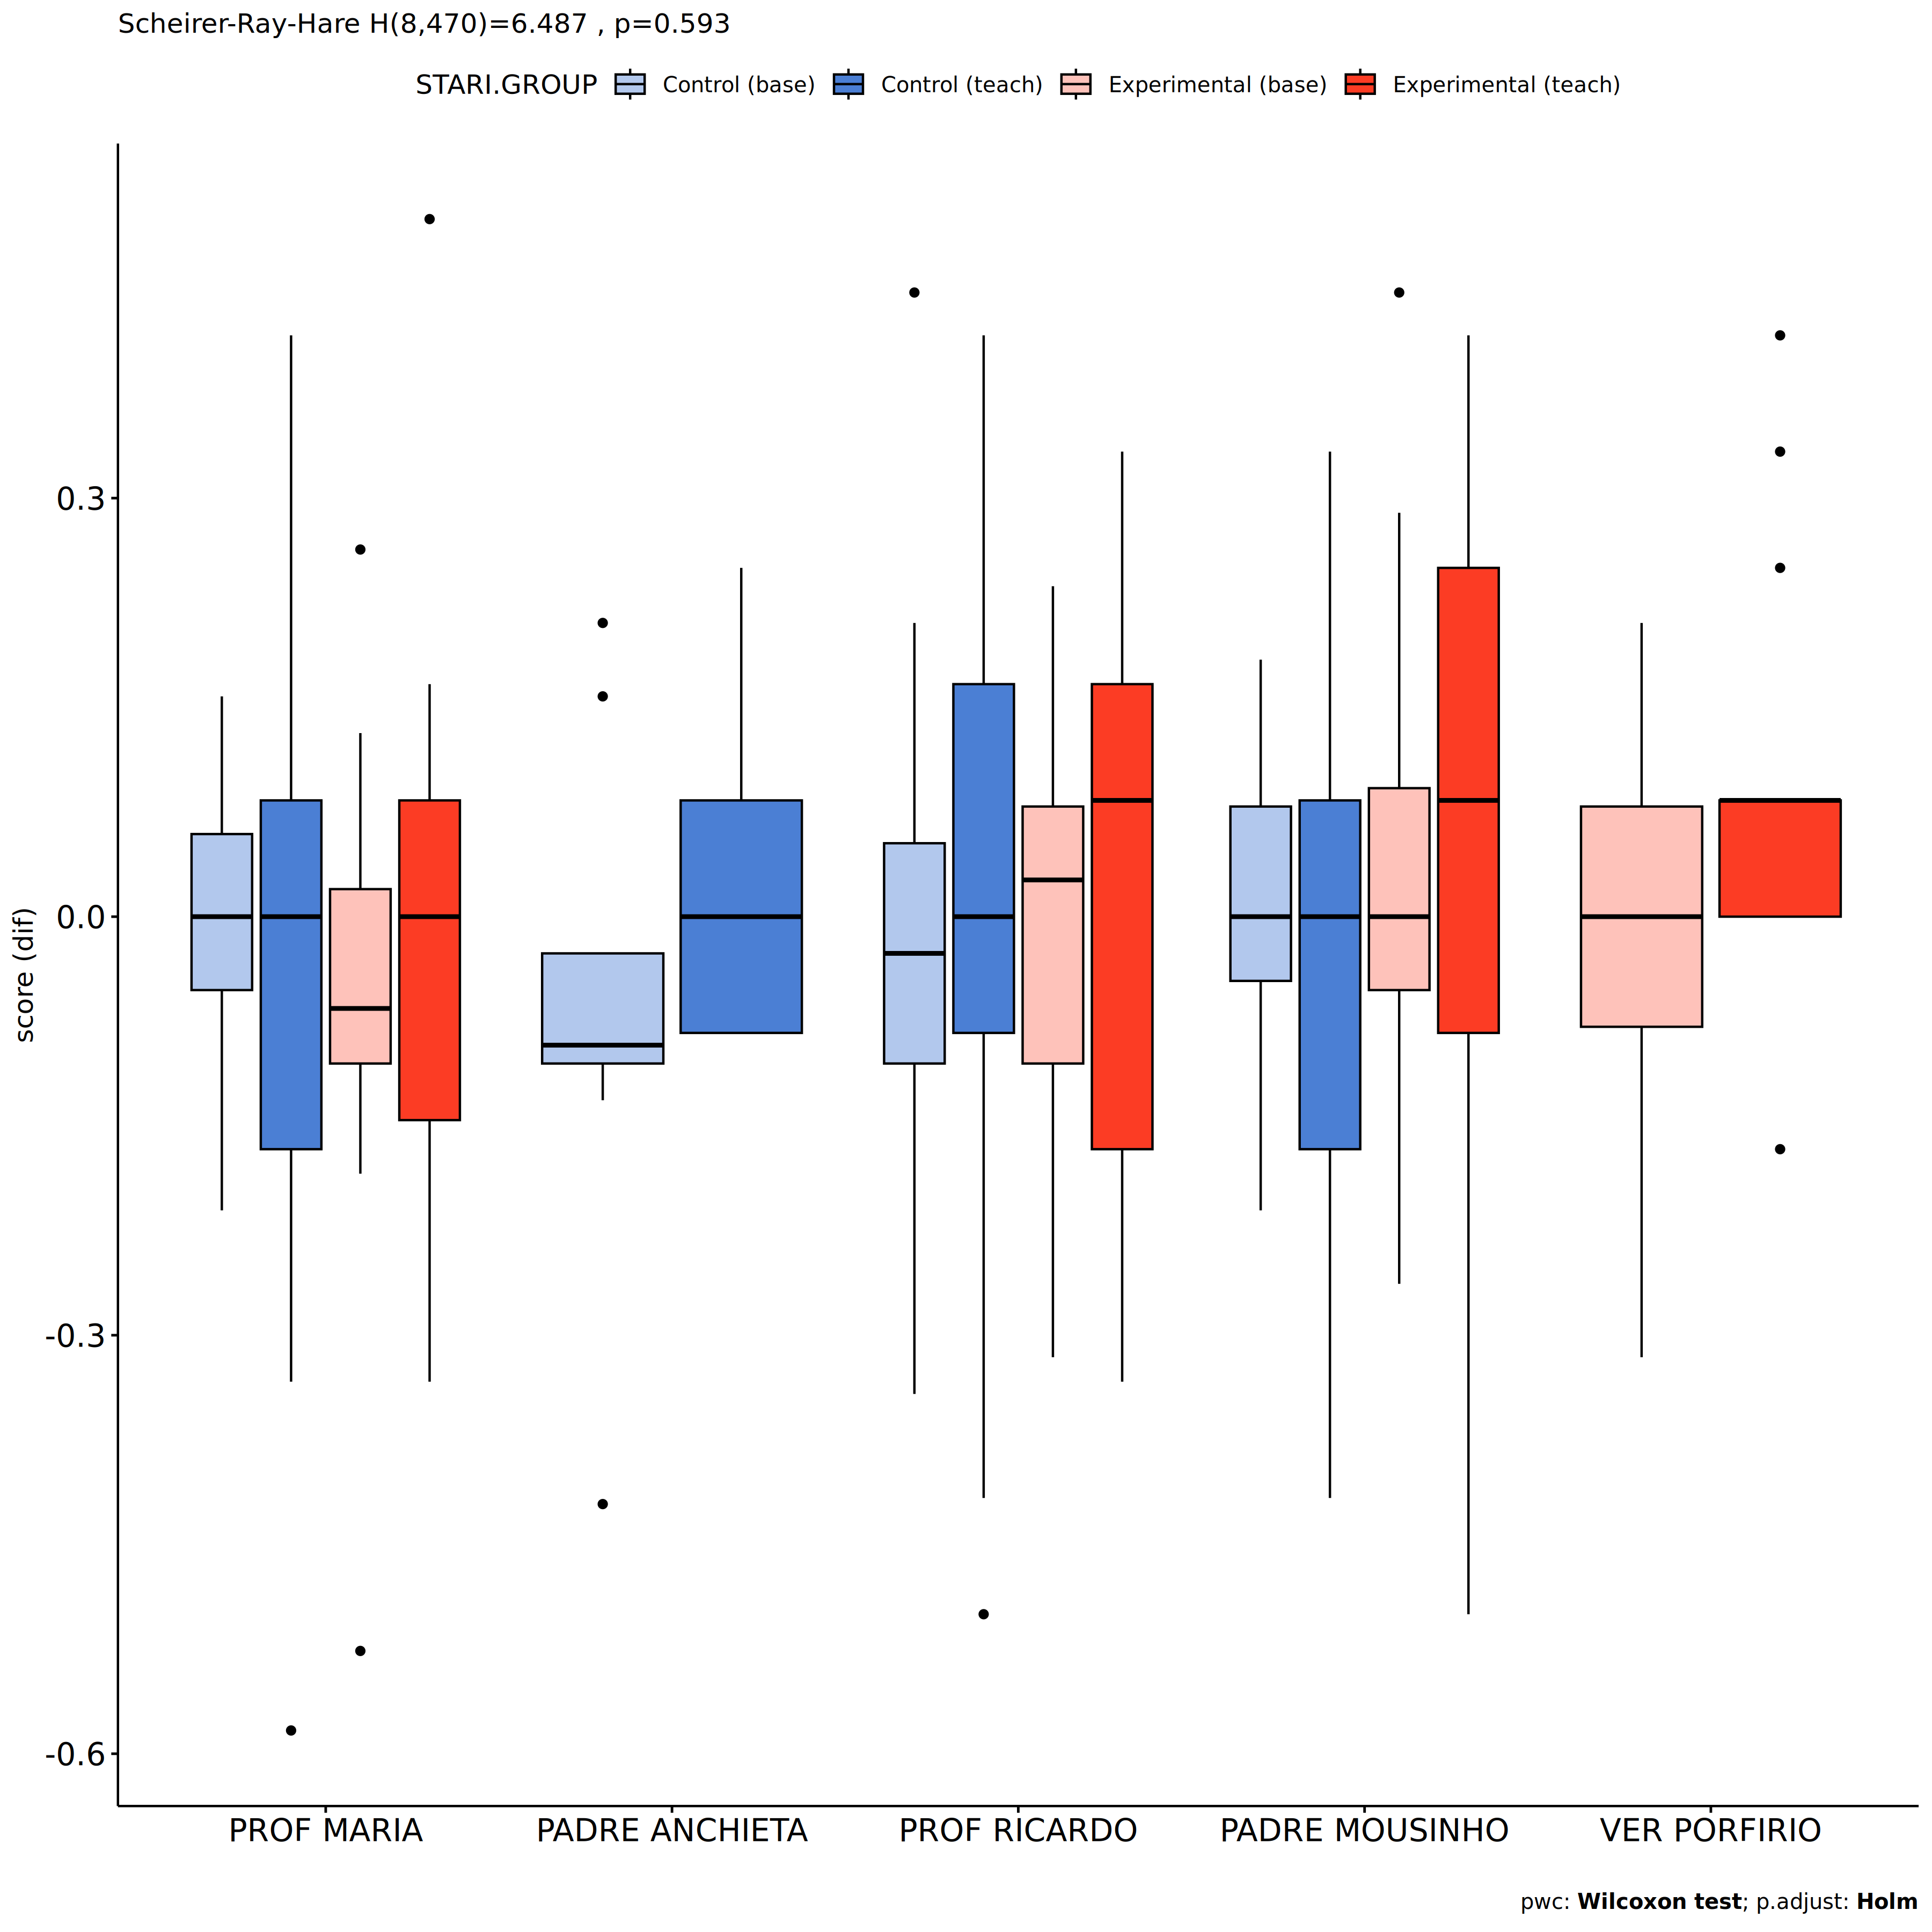 Scheirer-Ray-Hare H(8,470)=6.487 , p=0.593
STARI.GROUP Control (base) Control (teach) Experimental (base) Experimental (teach)
score (dif)
0.3
0.0
-0.3
-0.6
PROF MARIA PADRE ANCHIETA PROF RICARDO PADRE MOUSINHO VER PORFIRIO
pwc: Wilcoxon test; p.adjust: Holm